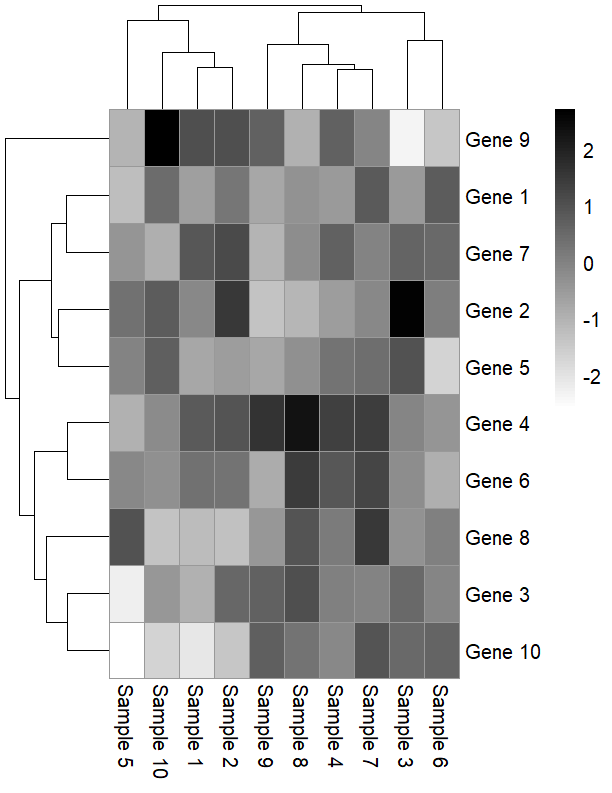 Gene 9
Gene 1
Gene 7
Gene 2
Gene 5
Gene 4
Gene 6
Gene 8
Gene 3
Gene 10
2
1
0
-1
-2
Sample 5
Sample 10
Sample 1
Sample 2
Sample 9
Sample 8
Sample 4
Sample 7
Sample 3
Sample 6